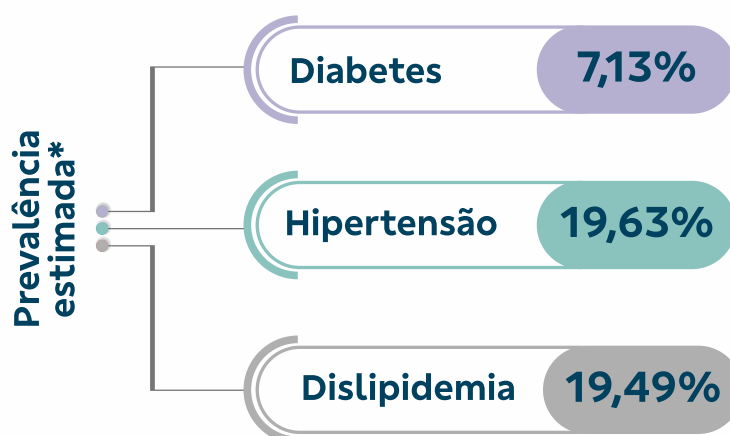 Prevalência
estimada*
Diabetes
7,13%
Hipertensão
19,63%
Dislipidemia
19,49%